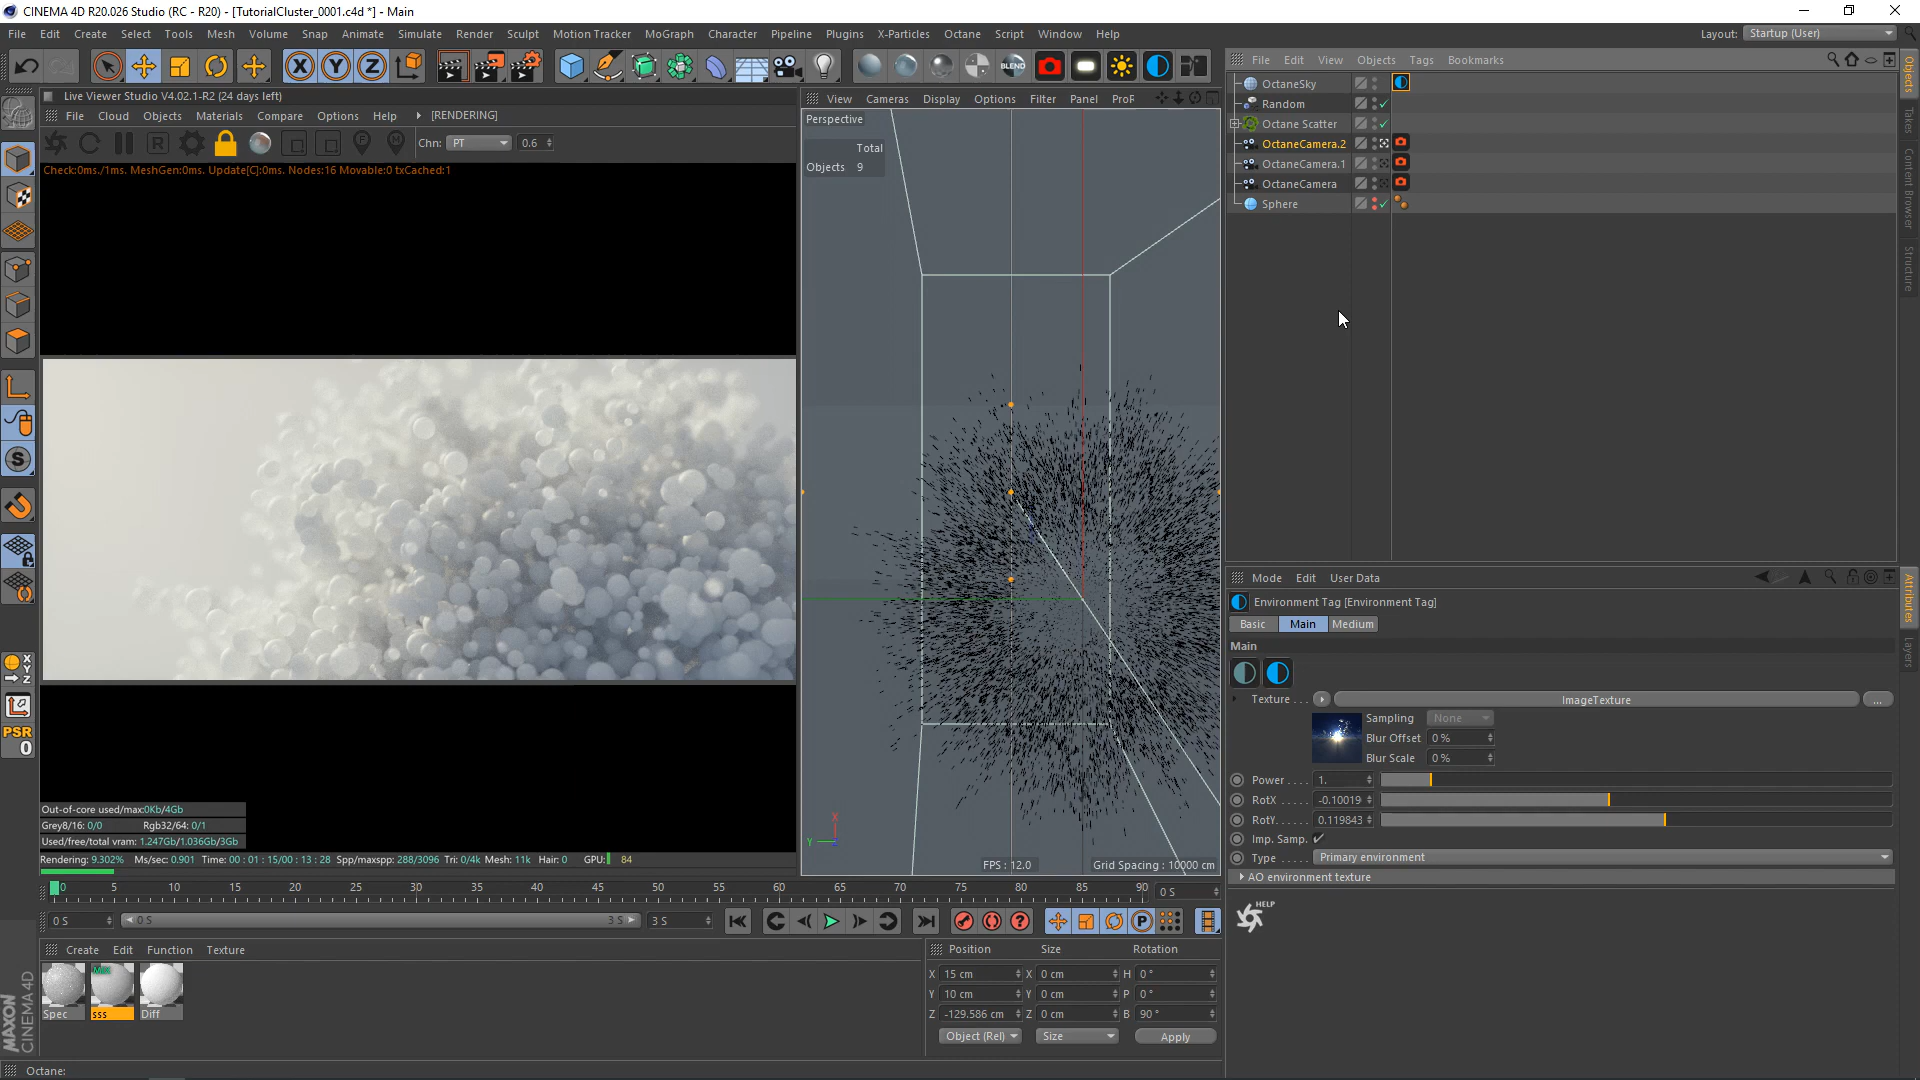 CINEMA 4D R20.026 Studio (RC - R20) - [TutorialCluster_0001.c4d *] - Main
File Edit Create Select Tools Mesh Volume Snap Animate Simulate Render Sculpt Motion Tracker MoGraph Character Pipeline Plugins X-Particles Octane Script Window Help
Layout: Startup (User)
X Y Z BLEND
File Edit View Objects Tags Bookmarks
Live Viewer Studio V4.02.1-R2 (24 days left)
File Cloud Objects Materials Compare Options Help [RENDERING]
R F M Chn: PT 0.6
Check:0ms./1ms. MeshGen:0ms. Update[C]:0ms. Nodes:16 Movable:0 txCached:1
View Cameras Display Options Filter Panel ProF
Perspective
Total
Objects 9
OctaneSky
Random
Octane Scatter
OctaneCamera.2
OctaneCamera.1
OctaneCamera
Sphere
Objects
Takes
Content Browser
Structure
S
X
Y
Z
PSR
0
X
Y
FPS : 12.0
Grid Spacing : 10000 cm
Mode Edit User Data
Environment Tag [Environment Tag]
Basic Main Medium
Main
Texture . . . ImageTexture ...
Sampling None
Blur Offset 0 %
Blur Scale 0 %
Power . . . . 1.
RotX . . . . . -0.10019
RotY. . . . . . 0.119843
Imp. Samp.
Type . . . . . Primary environment
AO environment texture
HELP
Attributes
Layers
Out-of-core used/max:0Kb/4Gb
Grey8/16: 0/0 Rgb32/64: 0/1
Used/free/total vram: 1.247Gb/1.036Gb/3Gb
Rendering: 9.302% Ms/sec: 0.901 Time: 00 : 01 : 15/00 : 13 : 28 Spp/maxspp: 288/3096 Tri: 0/4k Mesh: 11k Hair: 0 GPU: 84
0 5 10 15 20 25 30 35 40 45 50 55 60 65 70 75 80 85 90 0 S
0 S 0 S 3 S 3 S
P
Create Edit Function Texture
Spec
Mix
sss
Diff
Position Size Rotation
X 15 cm X 0 cm H 0 °
Y 10 cm Y 0 cm P 0 °
Z -129.586 cm Z 0 cm B 90 °
Object (Rel) Size Apply
MAXON
CINEMA 4D
Octane: